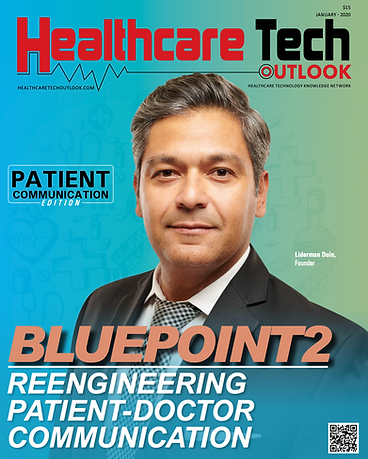 $15
JANUARY - 2020
Healthcare Tech
OUTLOOK
HEALTHCARETECHOUTLOOK.COM
HEALTHCARE TECHNOLOGY KNOWLEDGE NETWORK
PATIENT
COMMUNICATION
EDITION
Liderman Duin,
Founder
BLUEPOINT2
REENGINEERING
PATIENT-DOCTOR
COMMUNICATION